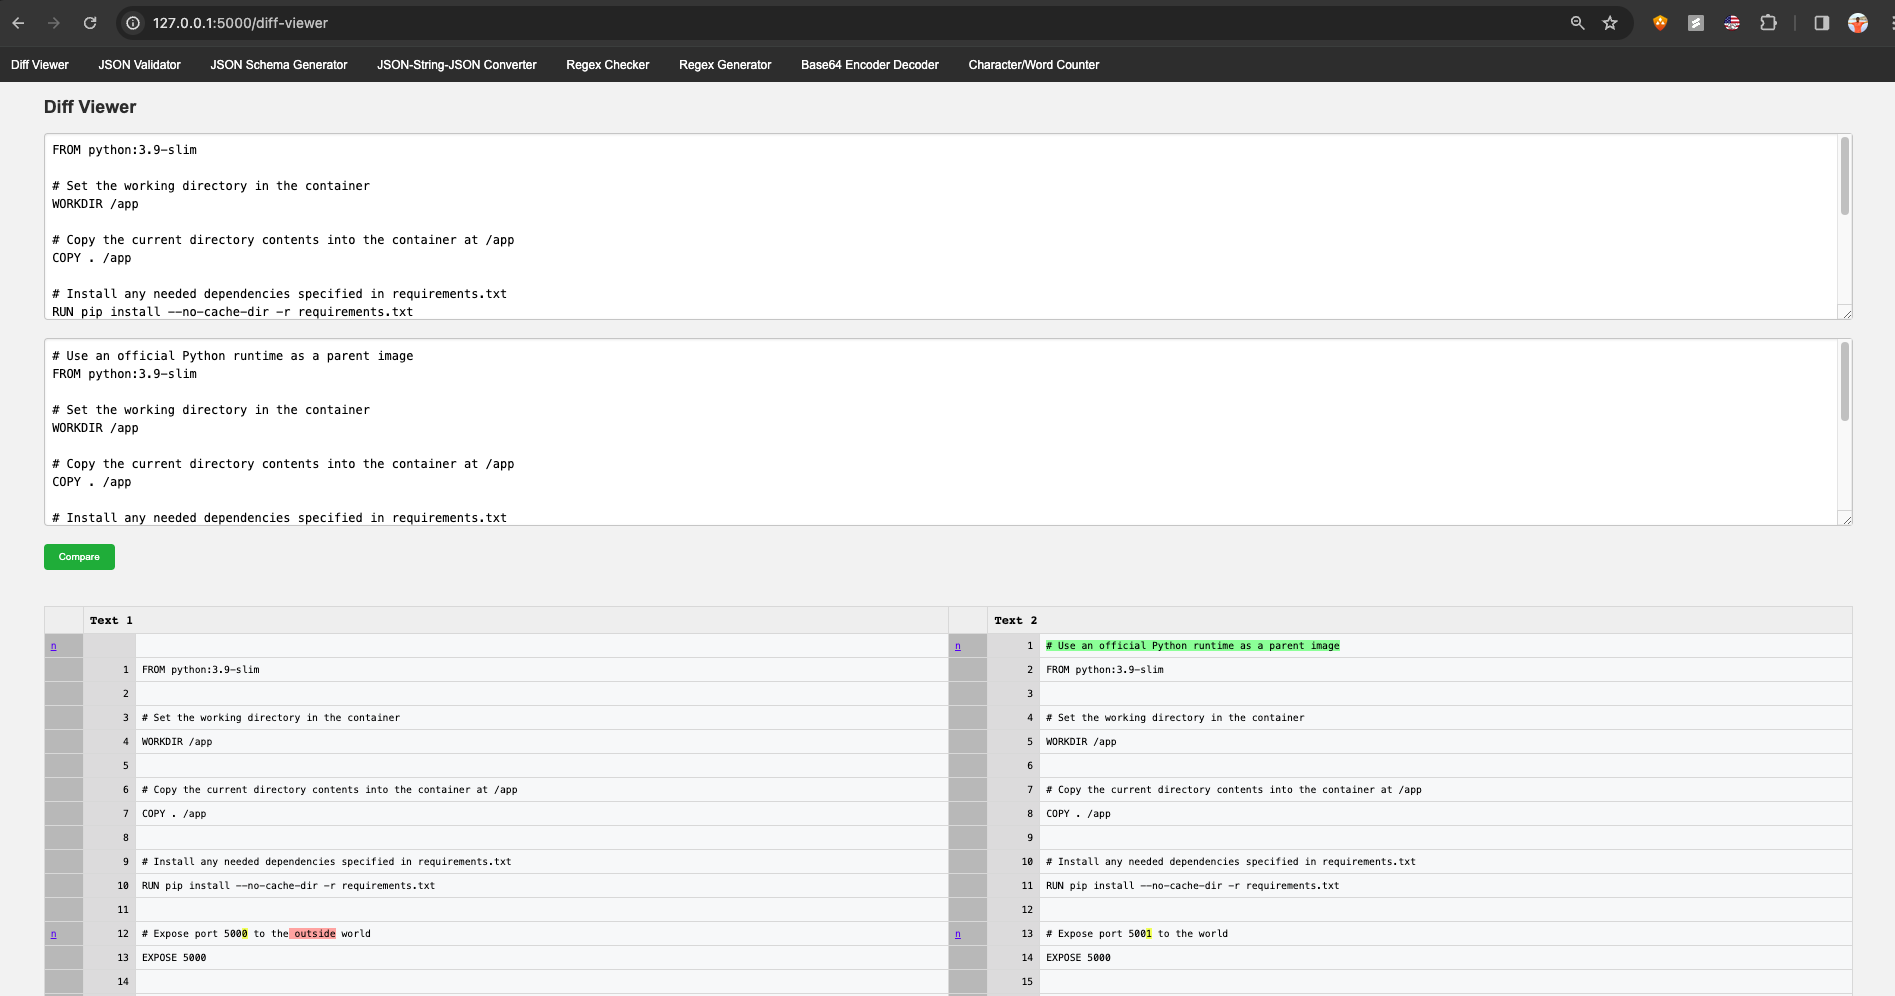 127.0.0.1:5000/diff-viewer
Diff Viewer JSON Validator JSON Schema Generator JSON-String-JSON Converter Regex Checker Regex Generator Base64 Encoder Decoder Character/Word Counter
Diff Viewer
FROM python:3.9-slim
# Set the working directory in the container
WORKDIR /app
# Copy the current directory contents into the container at /app
COPY . /app
# Install any needed dependencies specified in requirements.txt
RUN pip install --no-cache-dir -r requirements.txt
# Use an official Python runtime as a parent image
FROM python:3.9-slim
# Set the working directory in the container
WORKDIR /app
# Copy the current directory contents into the container at /app
COPY . /app
# Install any needed dependencies specified in requirements.txt
Compare
Text 1 Text 2
n n 1 # Use an official Python runtime as a parent image
1 FROM python:3.9-slim 2 FROM python:3.9-slim
2 3
3 # Set the working directory in the container 4 # Set the working directory in the container
4 WORKDIR /app 5 WORKDIR /app
5 6
6 # Copy the current directory contents into the container at /app 7 # Copy the current directory contents into the container at /app
7 COPY . /app 8 COPY . /app
8 9
9 # Install any needed dependencies specified in requirements.txt 10 # Install any needed dependencies specified in requirements.txt
10 RUN pip install --no-cache-dir -r requirements.txt 11 RUN pip install --no-cache-dir -r requirements.txt
11 12
n 12 # Expose port 5000 to the outside world n 13 # Expose port 5001 to the world
13 EXPOSE 5000 14 EXPOSE 5000
14 15